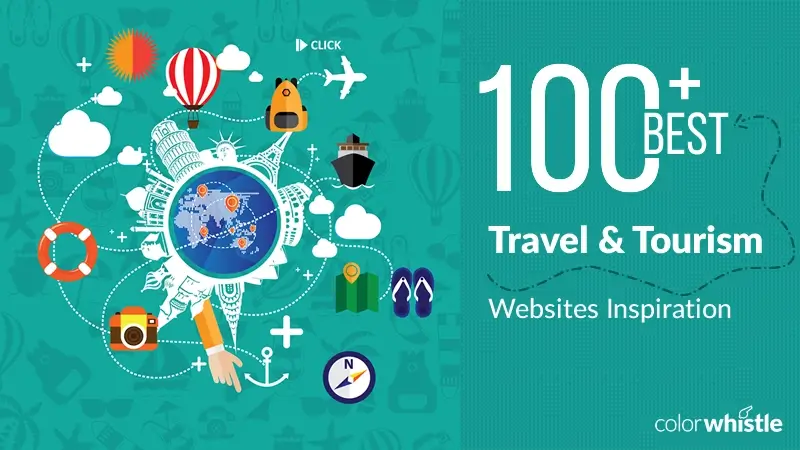 CLICK
100+
BEST
Travel & Tourism
Websites Inspiration
N
colorwhistle